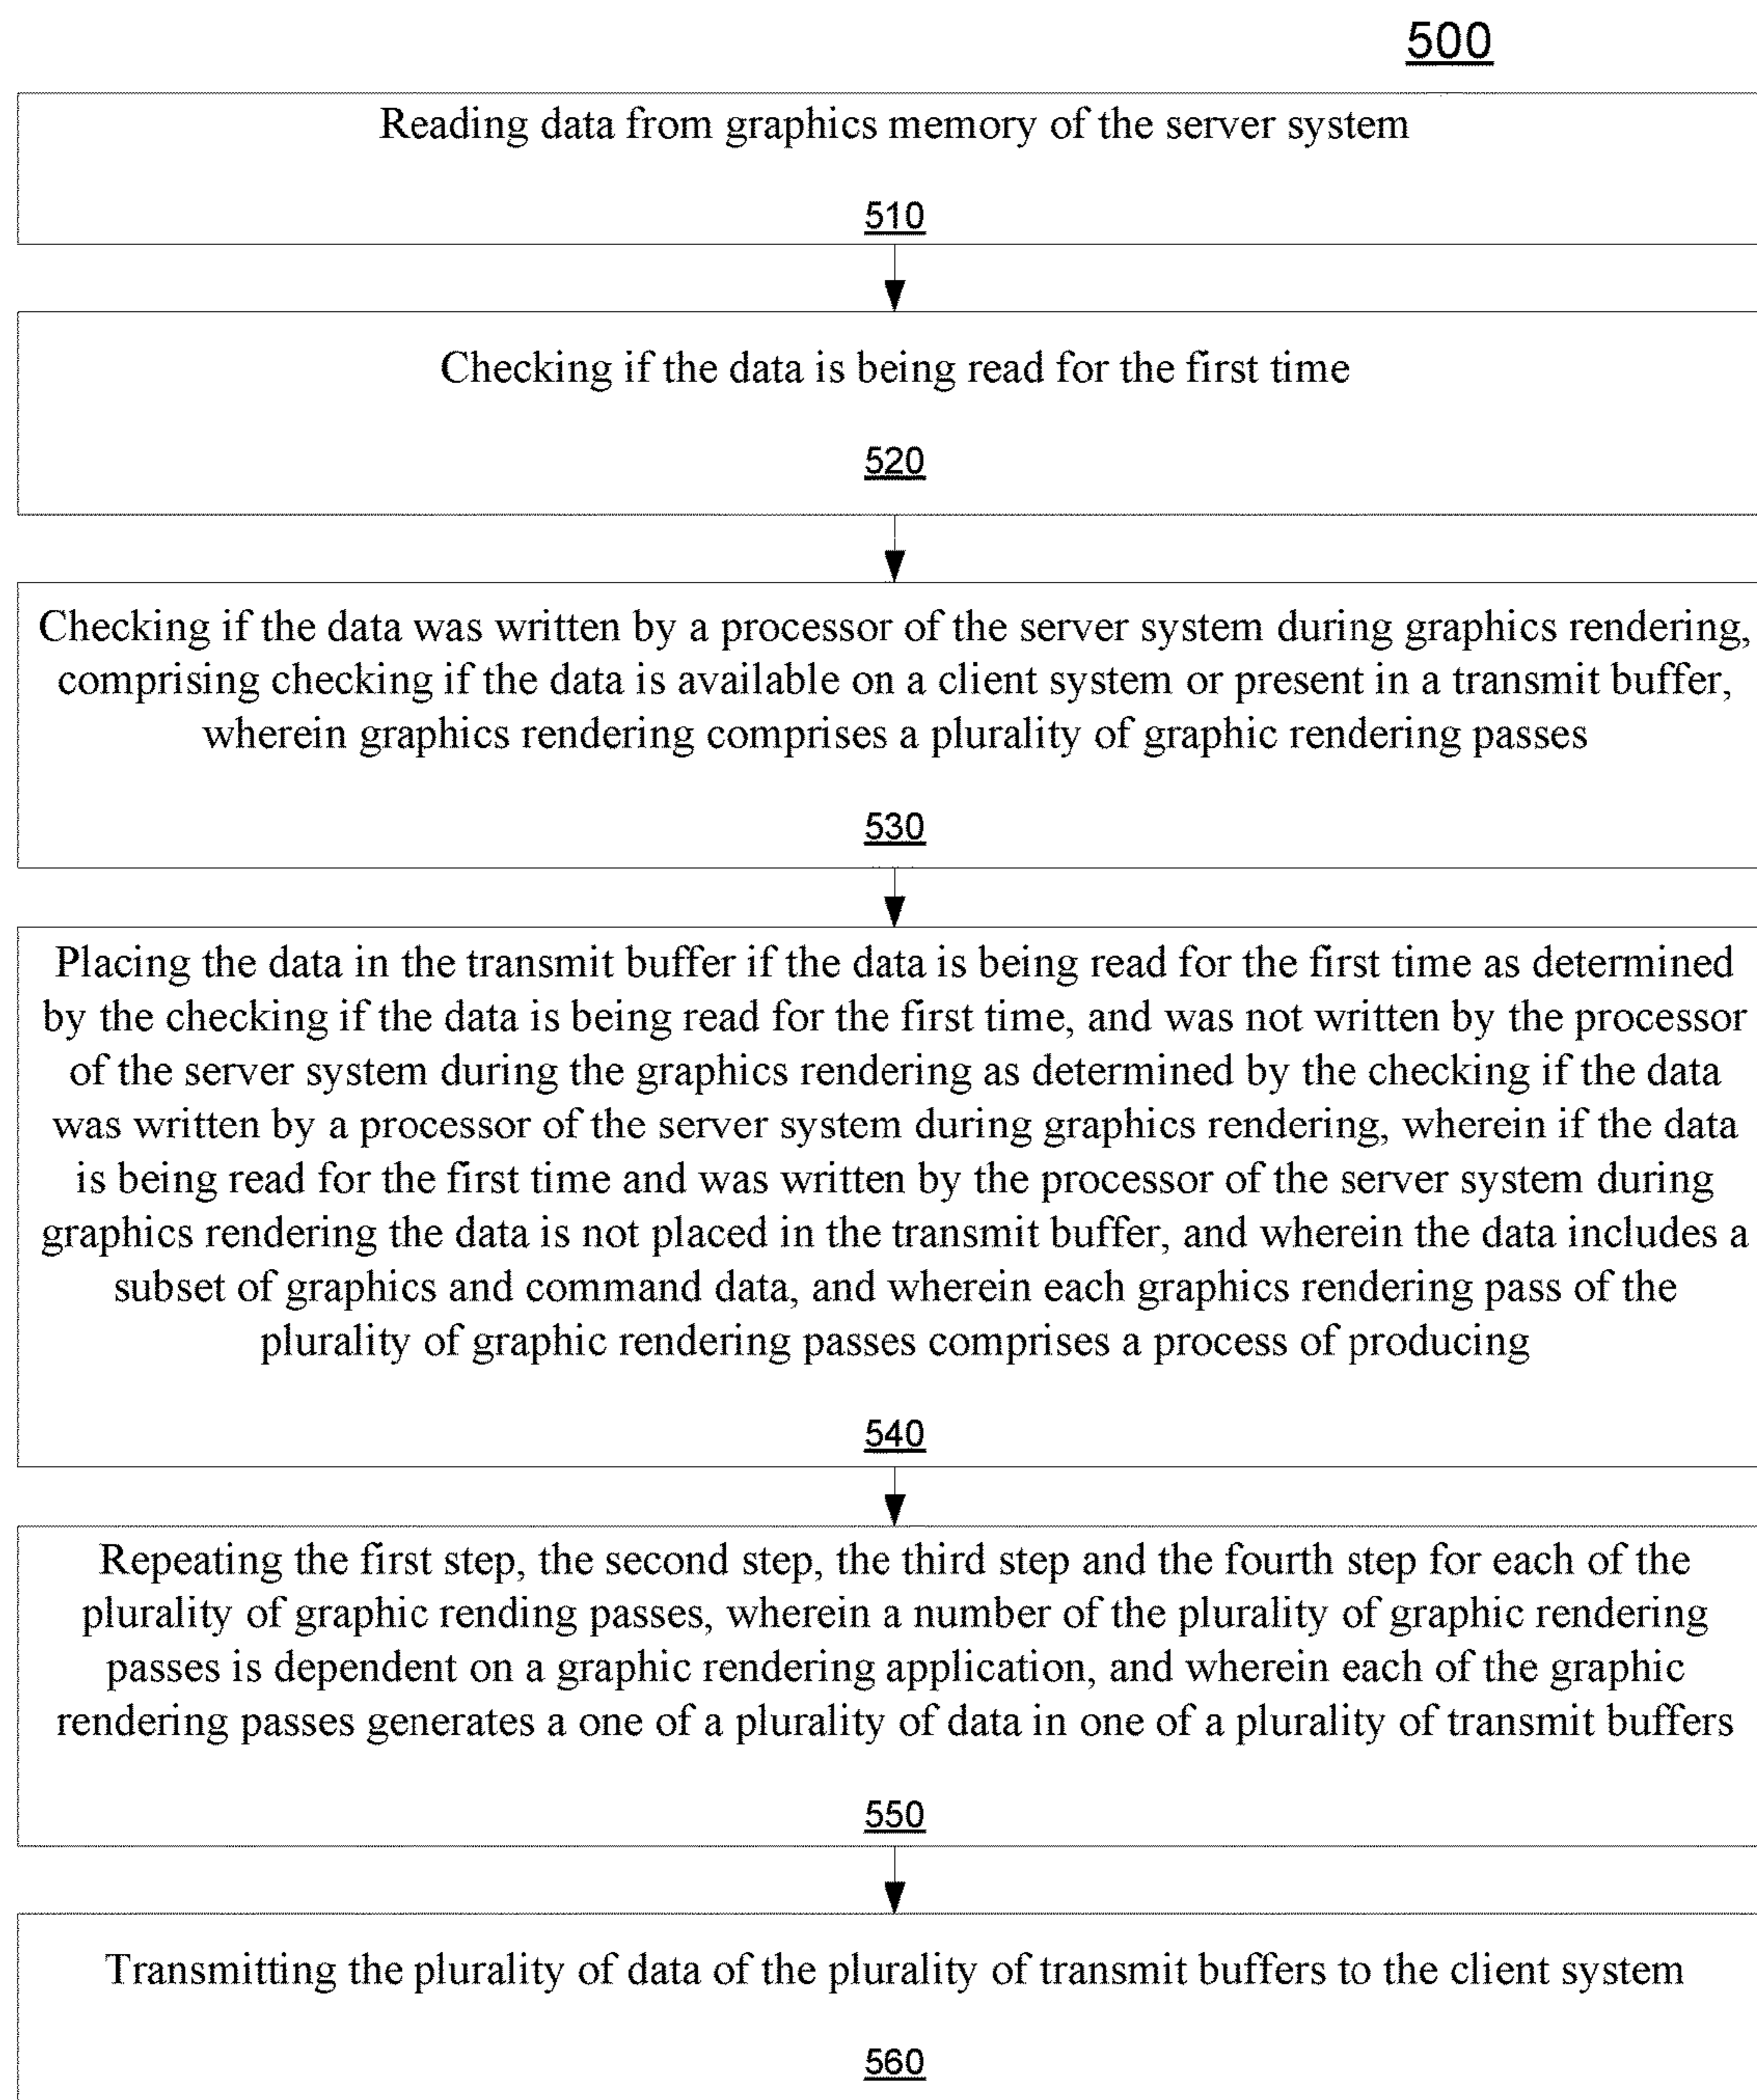 500
Reading data from graphics memory of the server system
510
Checking if the data is being read for the first time
520
Checking if the data was written by a processor of the server system during graphics rendering,
comprising checking if the data is available on a client system or present in a transmit buffer,
wherein graphics rendering comprises a plurality of graphic rendering passes
530
Placing the data in the transmit buffer if the data is being read for the first time as determined
by the checking if the data is being read for the first time, and was not written by the processor
of the server system during the graphics rendering as determined by the checking if the data
was written by a processor of the server system during graphics rendering, wherein if the data
is being read for the first time and was written by the processor of the server system during
graphics rendering the data is not placed in the transmit buffer, and wherein the data includes a
subset of graphics and command data, and wherein each graphics rendering pass of the
plurality of graphic rendering passes comprises a process of producing
540
Repeating the first step, the second step, the third step and the fourth step for each of the
plurality of graphic rending passes, wherein a number of the plurality of graphic rendering
passes is dependent on a graphic rendering application, and wherein each of the graphic
rendering passes generates a one of a plurality of data in one of a plurality of transmit buffers
550
Transmitting the plurality of data of the plurality of transmit buffers to the client system
560